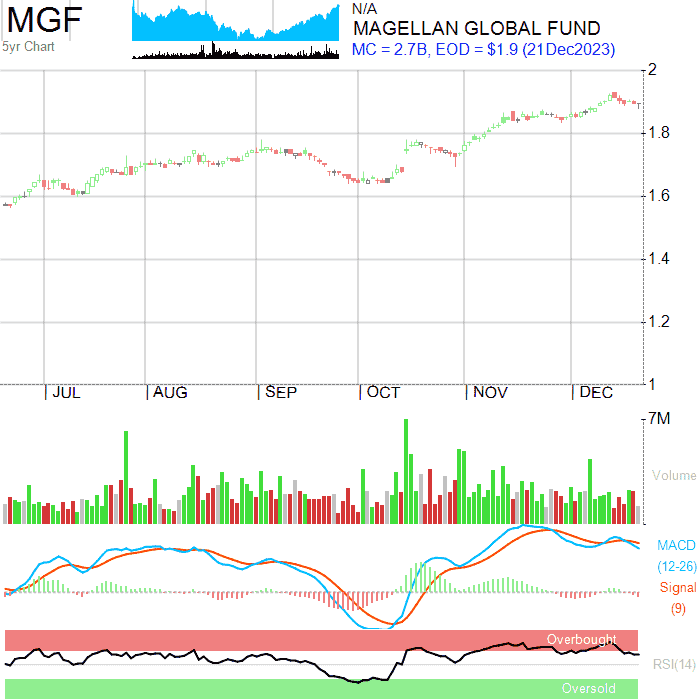 MGF
5yr Chart
N/A
MAGELLAN GLOBAL FUND
MC = 2.7B, EOD = $1.9 (21Dec2023)
2
1.8
1.6
1.4
1.2
1
JUL AUG SEP OCT NOV DEC
7M
Volume
MACD
(12-26)
Signal
(9)
Overbought
RSI(14)
Oversold